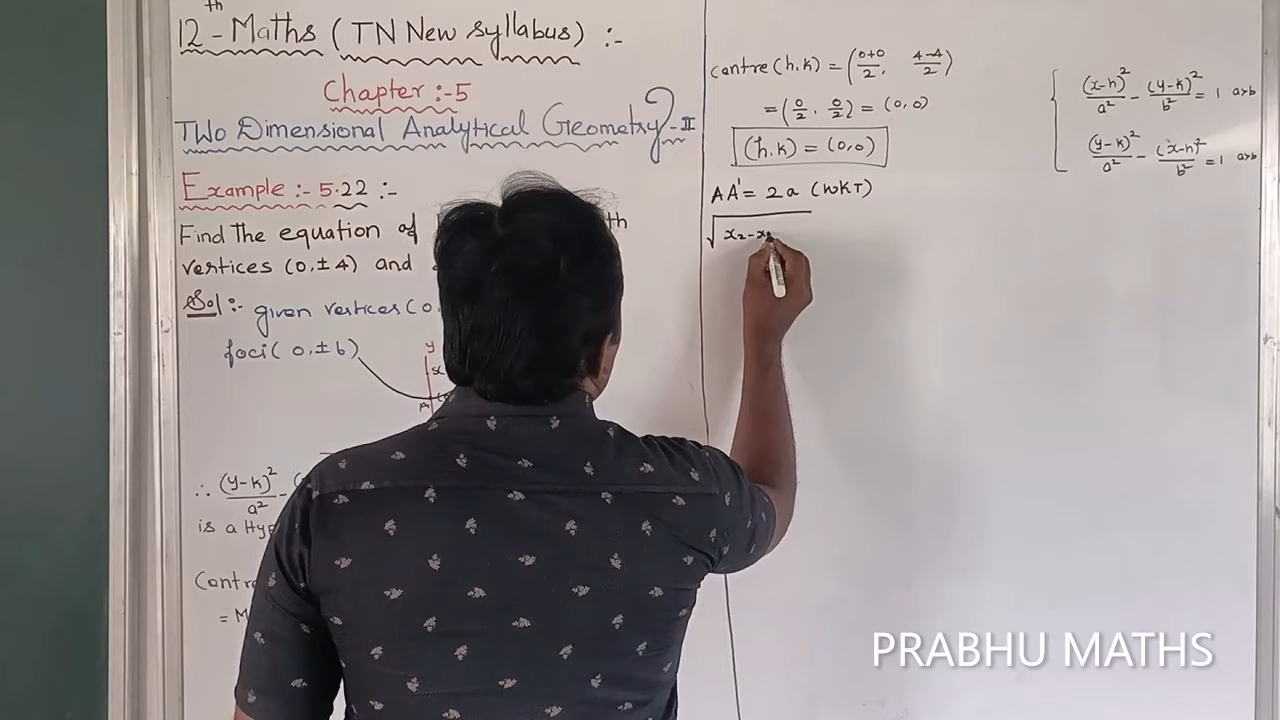 12th - Maths (TN New Syllabus) :-
Chapter :- 5
Two Dimensional Analytical Geometry - II
Example :- 5.22 :-
Find the equation of
vertices (0, ±4) and
Sol :- given vertices (0
foci (0, ±6)
y
A
∴ (y-k)²/a² -
is a Hyp
Centre
= M
Centre (h.k) = (0+0/2, 4-4/2)
= (0/2, 0/2) = (0,0)
(h.k) = (0,0)
AA' = 2a (WKT)
√ x₂-x
(x-h)²/a² - (y-k)²/b² = 1 a>b
(y-k)²/a² - (x-h)²/b² = 1 a>b
PRABHU MATHS